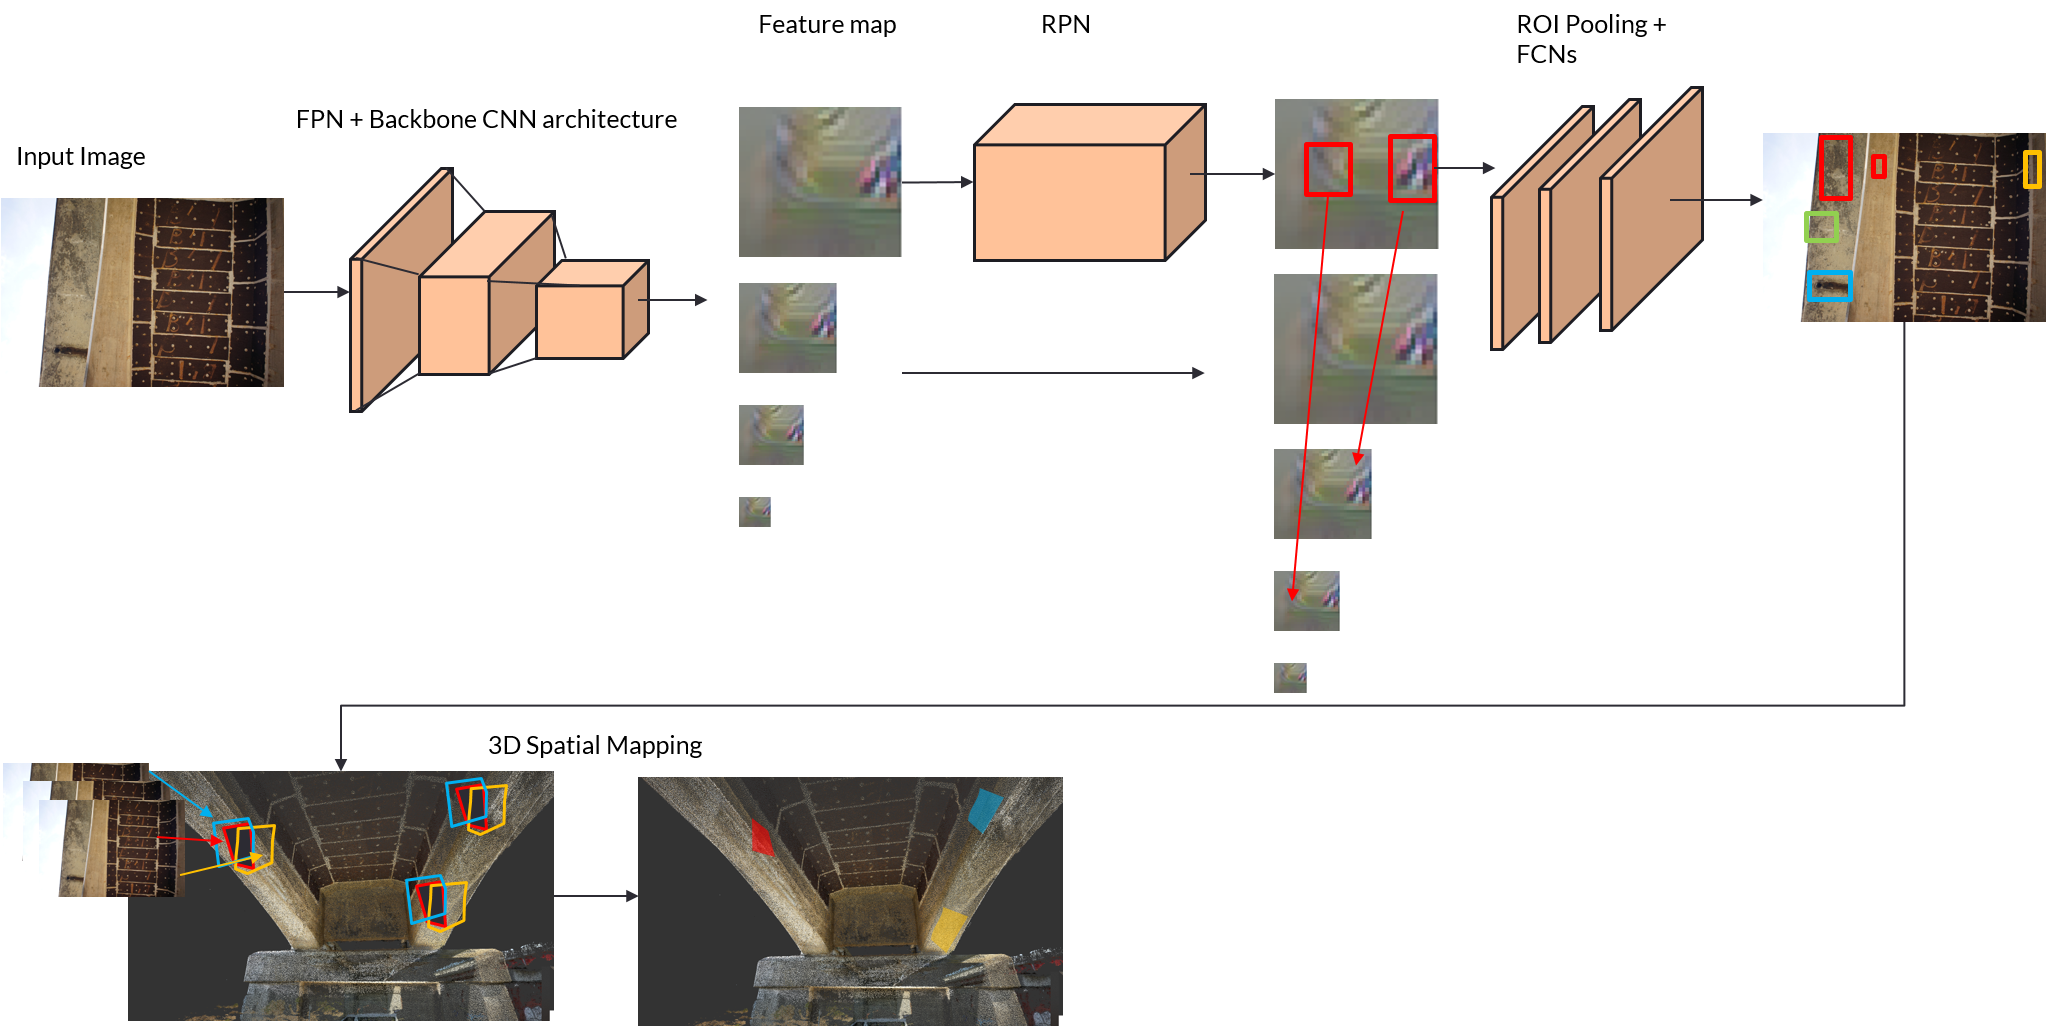 Feature map
RPN
ROI Pooling +
FCNs
FPN + Backbone CNN architecture
Input Image
3D Spatial Mapping